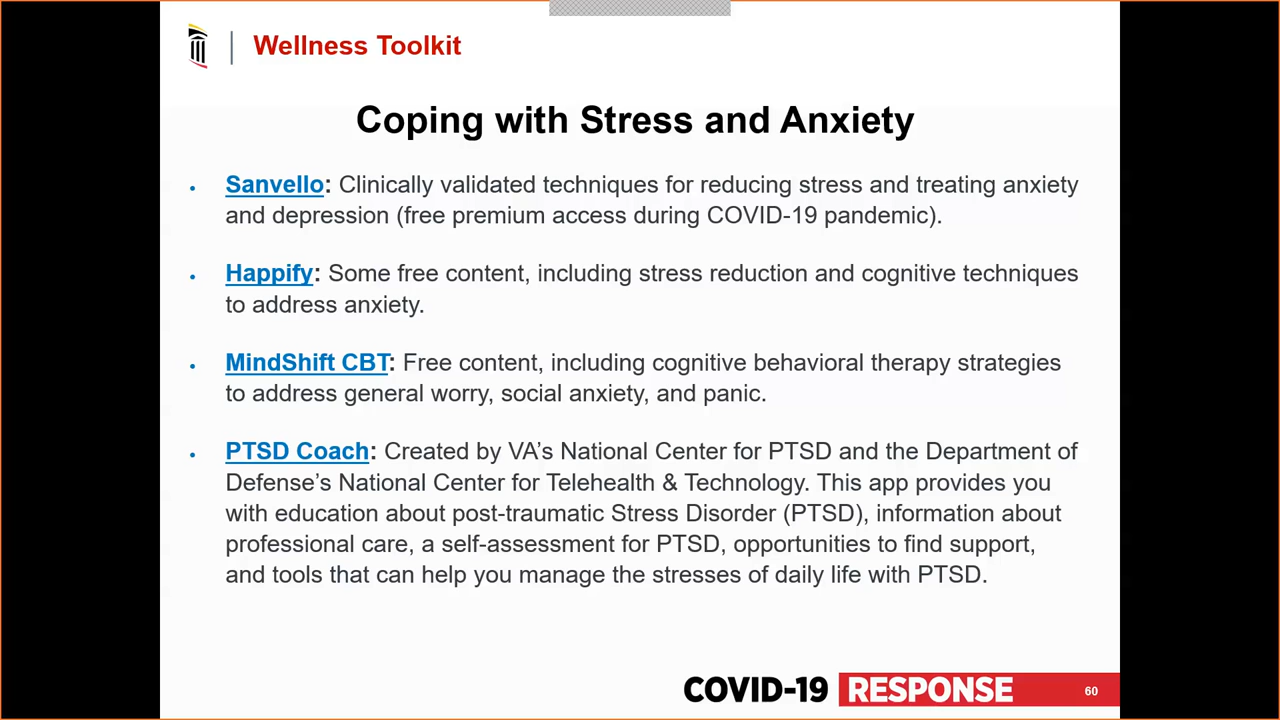 Wellness Toolkit
Coping with Stress and Anxiety
• Sanvello: Clinically validated techniques for reducing stress and treating anxiety
and depression (free premium access during COVID-19 pandemic).
• Happify: Some free content, including stress reduction and cognitive techniques
to address anxiety.
• MindShift CBT: Free content, including cognitive behavioral therapy strategies
to address general worry, social anxiety, and panic.
• PTSD Coach: Created by VA’s National Center for PTSD and the Department of
Defense’s National Center for Telehealth & Technology. This app provides you
with education about post-traumatic Stress Disorder (PTSD), information about
professional care, a self-assessment for PTSD, opportunities to find support,
and tools that can help you manage the stresses of daily life with PTSD.
COVID-19 RESPONSE 60